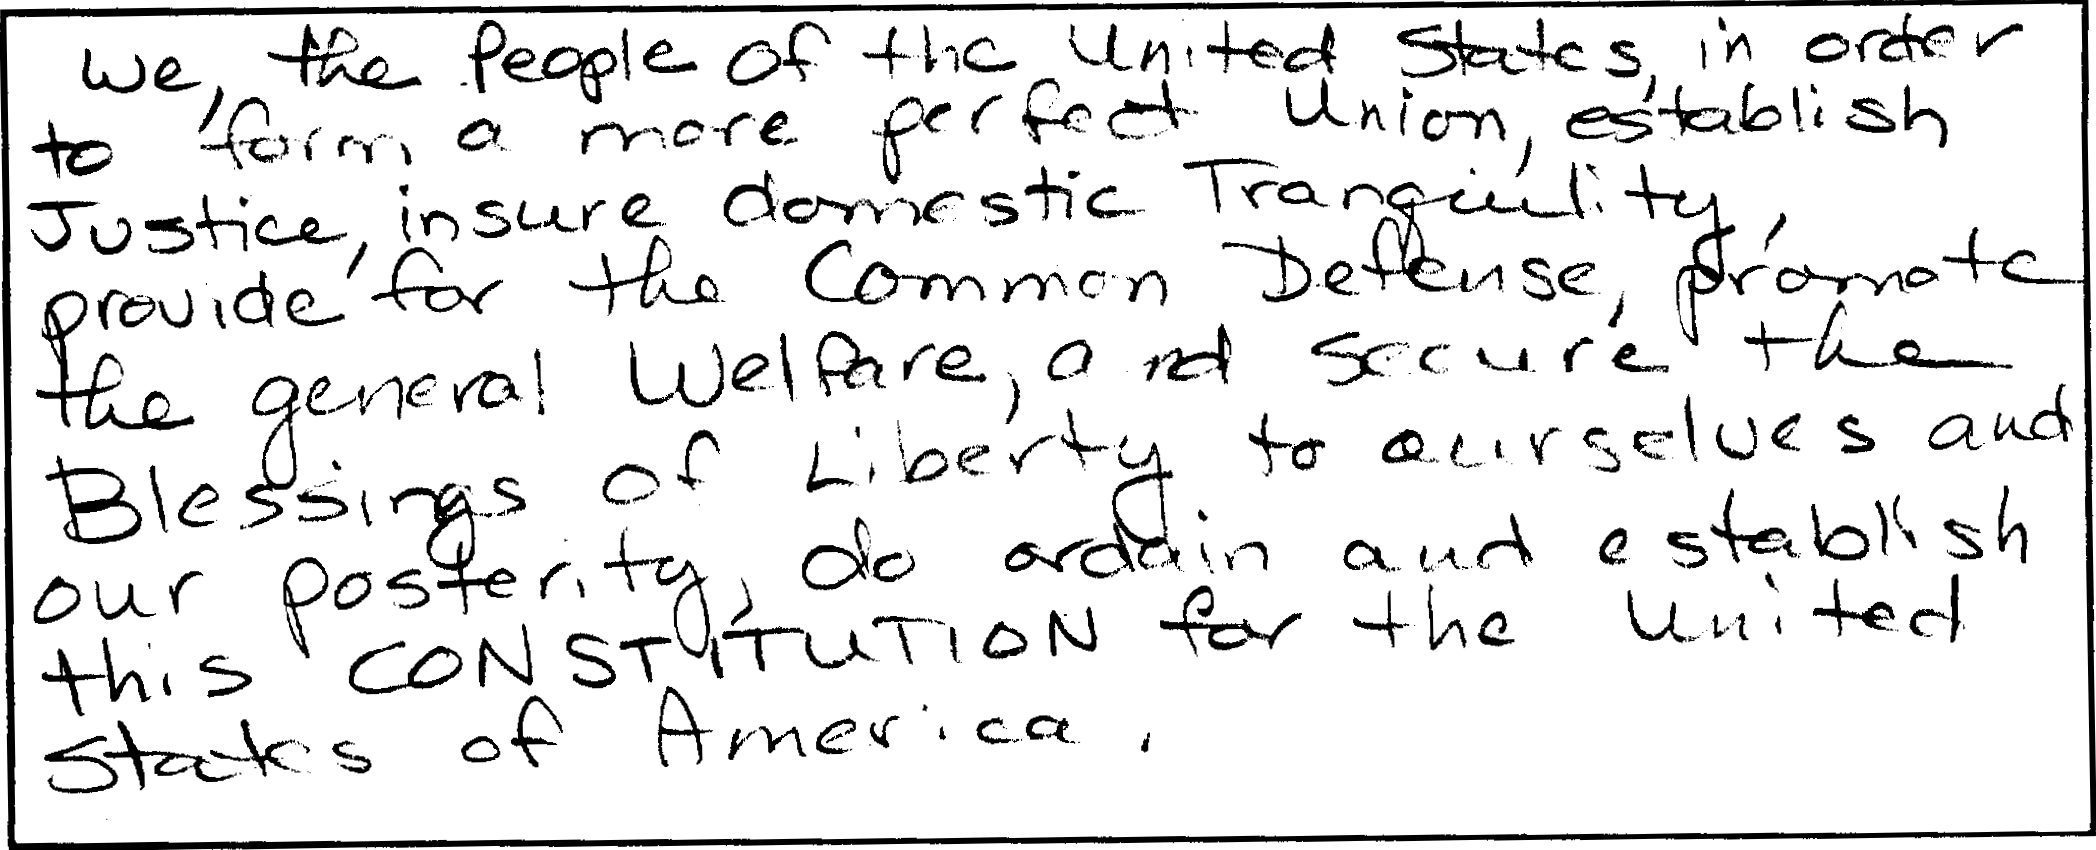 We, the People of the United States, in order
to form a more perfect Union, establish
Justice, insure domestic Tranquility,
provide for the Common Defense, promote
the general Welfare, and secure the
Blessings of Liberty to ourselves and
our posterity, do ordain and establish
this CONSTITUTION for the United
States of America.